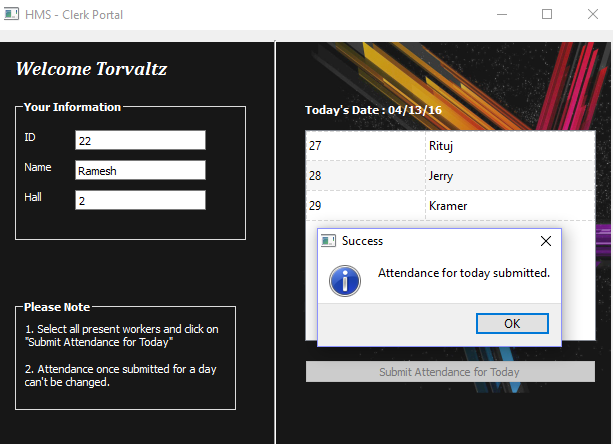 HMS - Clerk Portal
Welcome Torvaltz
Your Information
ID 22
Name Ramesh
Hall 2
Please Note
1. Select all present workers and click on
"Submit Attendance for Today"
2. Attendance once submitted for a day
can't be changed.
Today's Date : 04/13/16
27 Rituj
28 Jerry
29 Kramer
Success
Attendance for today submitted.
OK
Submit Attendance for Today